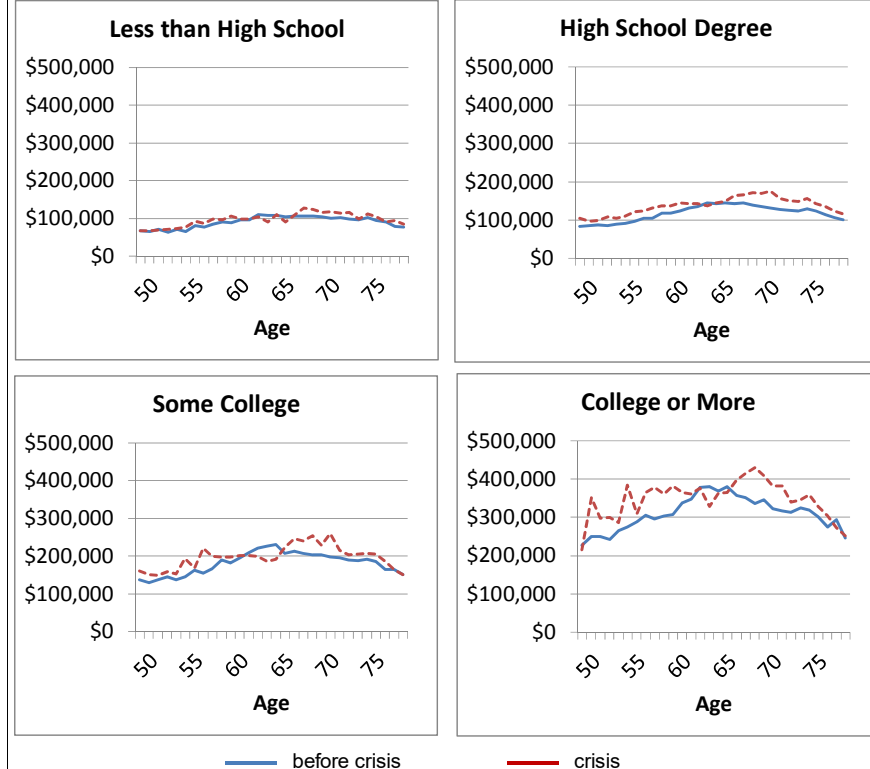 Less than High School
$500,000
$400,000
$300,000
$200,000
$100,000
$0
50 55 60 65 70 75
Age
High School Degree
$500,000
$400,000
$300,000
$200,000
$100,000
$0
50 55 60 65 70 75
Age
Some College
$500,000
$400,000
$300,000
$200,000
$100,000
$0
50 55 60 65 70 75
Age
College or More
$500,000
$400,000
$300,000
$200,000
$100,000
$0
50 55 60 65 70 75
Age
before crisis crisis